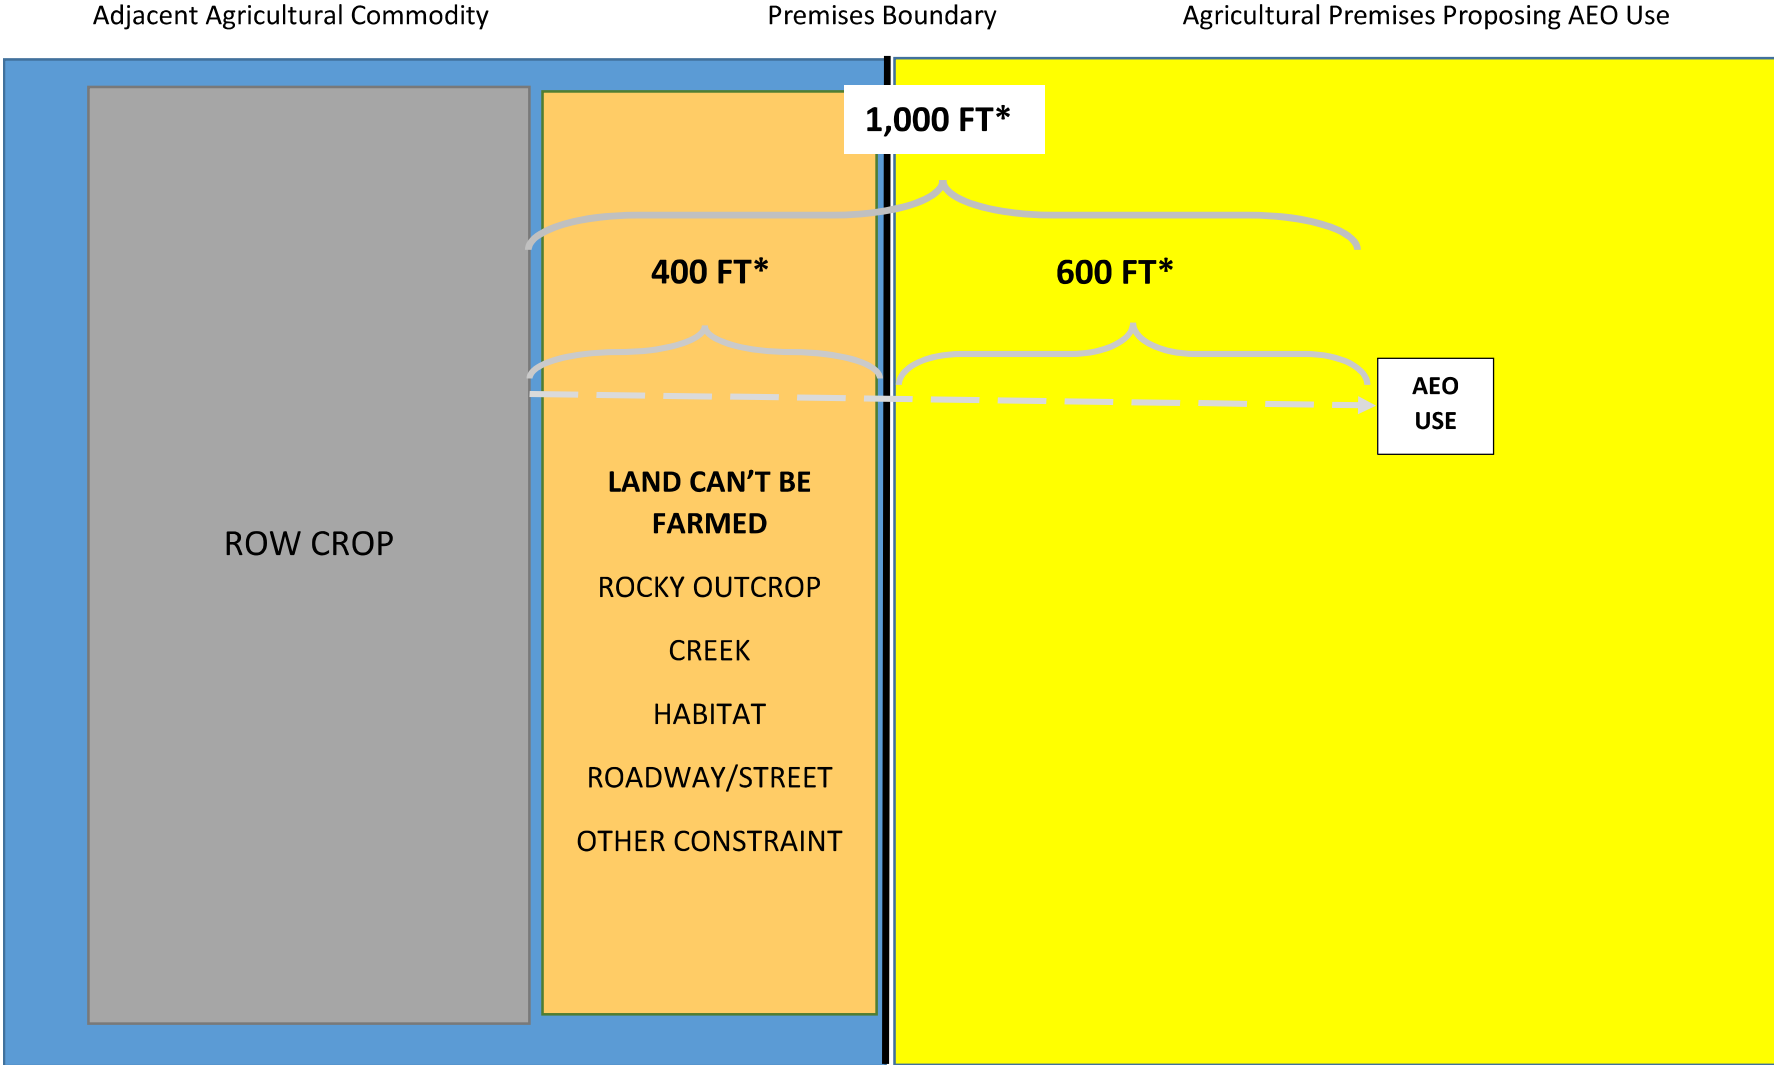 Adjacent Agricultural Commodity
Premises Boundary
Agricultural Premises Proposing AEO Use
1,000 FT*
400 FT*
600 FT*
AEO
USE
LAND CAN’T BE
FARMED
ROW CROP
ROCKY OUTCROP
CREEK
HABITAT
ROADWAY/STREET
OTHER CONSTRAINT